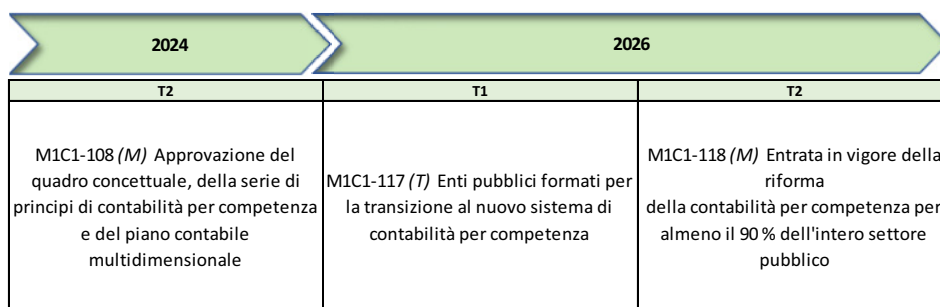 2024
2026
T2
T1
T2
M1C1-108 (M) Approvazione del
quadro concettuale, della serie di
principi di contabilità per competenza
e del piano contabile
multidimensionale
M1C1-117 (T) Enti pubblici formati per
la transizione al nuovo sistema di
contabilità per competenza
M1C1-118 (M) Entrata in vigore della
riforma
della contabilità per competenza per
almeno il 90 % dell'intero settore
pubblico